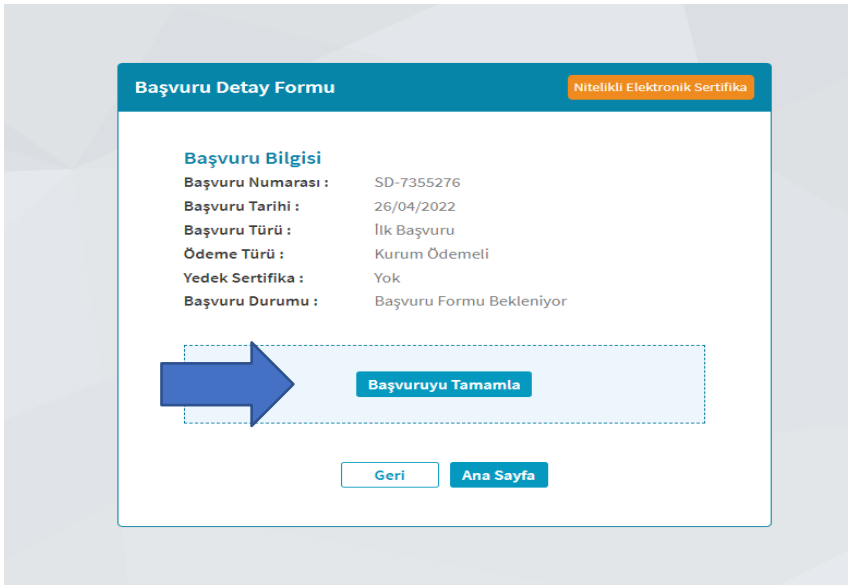 Başvuru Detay Formu
Nitelikli Elektronik Sertifika
Başvuru Bilgisi
Başvuru Numarası : SD-7355276
Başvuru Tarihi : 26/04/2022
Başvuru Türü : İlk Başvuru
Ödeme Türü : Kurum Ödemeli
Yedek Sertifika : Yok
Başvuru Durumu : Başvuru Formu Bekleniyor
Başvuruyu Tamamla
Geri
Ana Sayfa